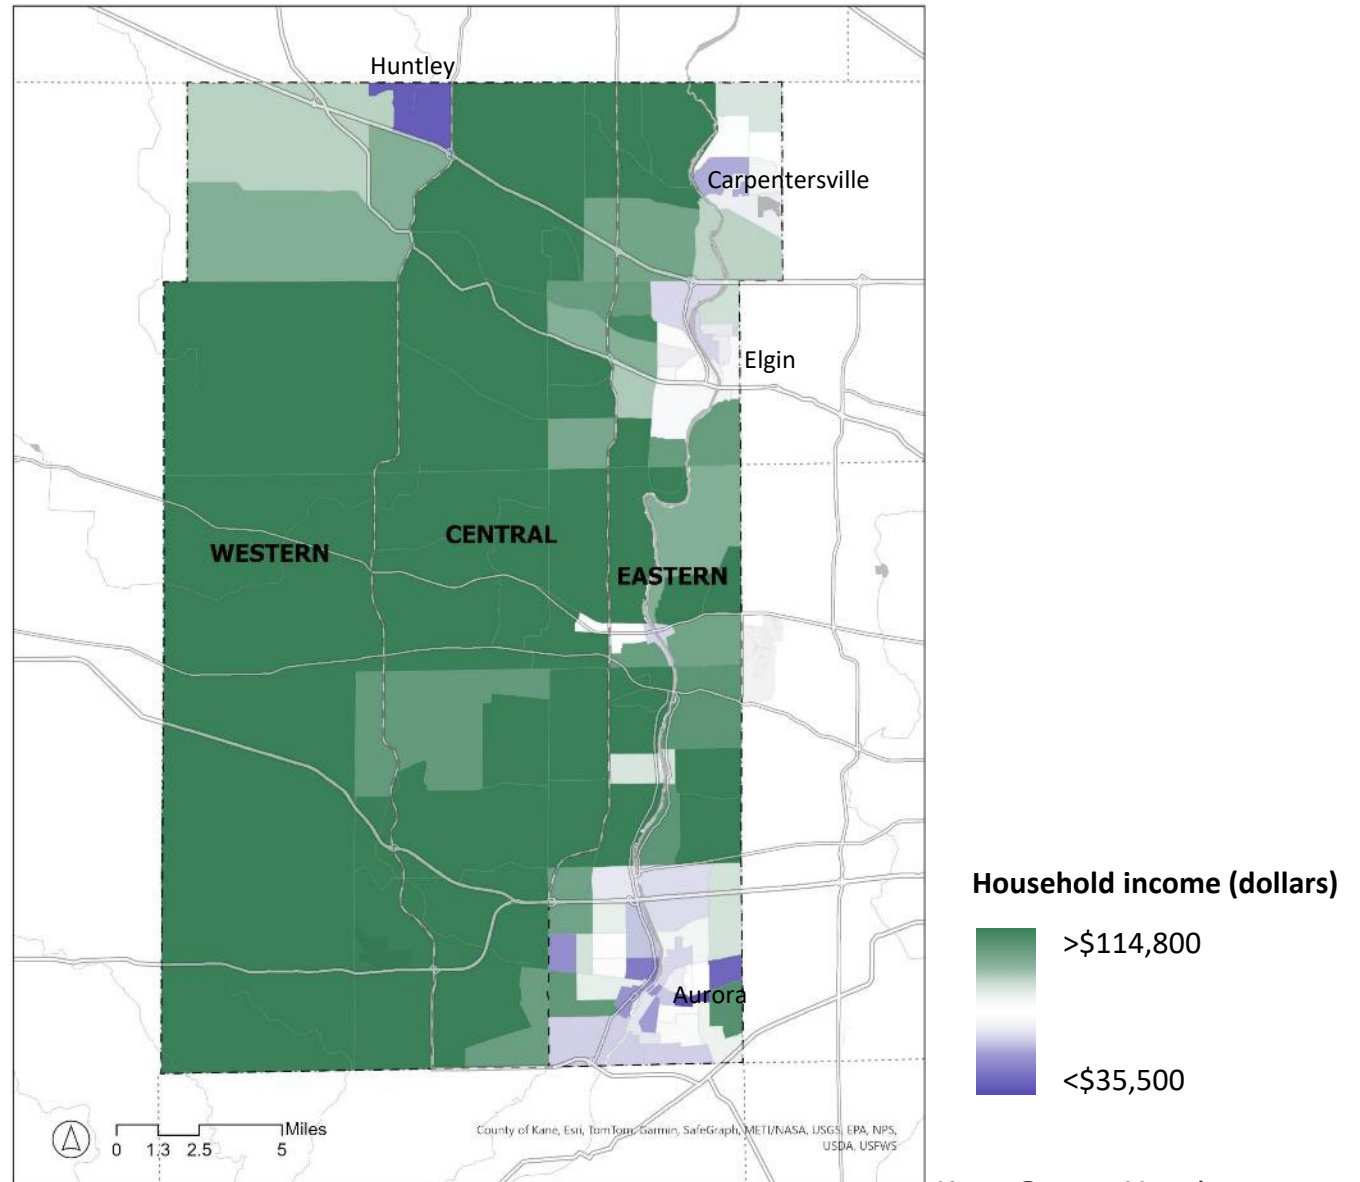 Huntley
Carpentersville
Elgin
WESTERN
CENTRAL
EASTERN
Aurora
Household income (dollars)
>$114,800
<$35,500
Miles
0 1.3 2.5 5
County of Kane, Esri, TomTom, Garmin, SafeGraph, METI/NASA, USGS, EPA, NPS,
USDA, USFWS